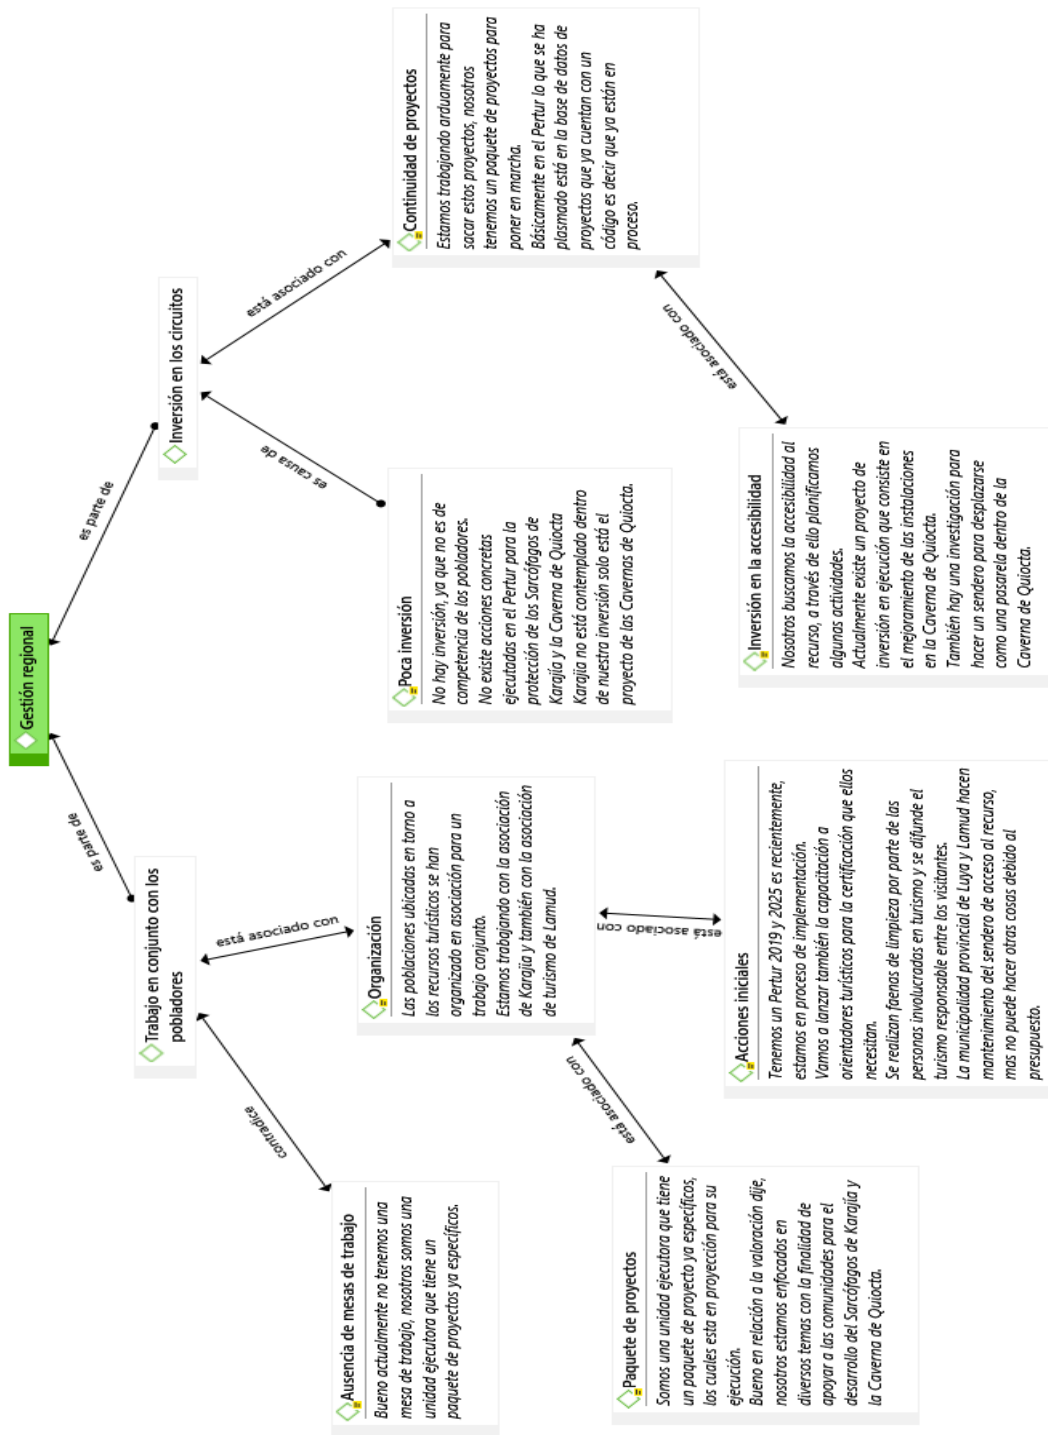 Gestión regional
es parte de
es parte de
Trabajo en conjunto con los
pobladores
Inversión en los circuitos
contradice
está asociado con
es causa de
está asociado con
Ausencia de mesas de trabajo
Bueno actualmente no tenemos una
mesa de trabajo, nosotros somos una
unidad ejecutora que tiene un
paquete de proyectos ya específicos.
Organización
Las poblaciones ubicadas en torno a
los recursos turísticos se han
organizado en asociación para un
trabajo conjunto.
Estamos trabajando con la asociación
de Karajía y también con la asociación
de turismo de Lamud.
Poca inversión
No hay inversión, ya que no es de
competencia de los pobladores.
No existe acciones concretas
ejecutadas en el Pertur para la
protección de los Sarcófagos de
Karajía y la Caverna de Quiocta
Karajia no está contemplado dentro
de nuestra inversión solo está el
proyecto de las Cavernas de Quiocta.
Continuidad de proyectos
Estamos trabajando arduamente para
sacar estos proyectos, nosotros
tenemos un paquete de proyectos para
poner en marcha.
Básicamente en el Pertur lo que se ha
plasmado está en la base de datos de
proyectos que ya cuentan con un
código es decir que ya están en
proceso.
está asociado con
está asociado con
está asociado con
Paquete de proyectos
Somos una unidad ejecutora que tiene
un paquete de proyecto ya específicos,
los cuales esta en proyección para su
ejecución.
Bueno en relación a la valoración dije,
nosotros estamos enfocados en
diversos temas con la finalidad de
apoyar a las comunidades para el
desarrollo del Sarcófagos de Karajía y
la Caverna de Quiocta.
Acciones iniciales
Tenemos un Pertur 2019 y 2025 es recientemente,
estamos en proceso de implementación.
Vamos a lanzar también la capacitación a
orientadores turísticos para la certificación que ellos
necesitan.
Se realizan faenas de limpieza por parte de las
personas involucradas en turismo y se difunde el
turismo responsable entre los visitantes.
La municipalidad provincial de Luya y Lamud hacen
mantenimiento del sendero de acceso al recurso,
mas no puede hacer otras cosas debido al
presupuesto.
Inversión en la accesibilidad
Nosotros buscamos la accesibilidad al
recurso, a través de ello planificamos
algunas actividades.
Actualmente existe un proyecto de
inversión en ejecución que consiste en
el mejoramiento de las instalaciones
en la Caverna de Quiocta.
También hay una investigación para
hacer un sendero para desplazarse
como una pasarela dentro de la
Caverna de Quiocta.